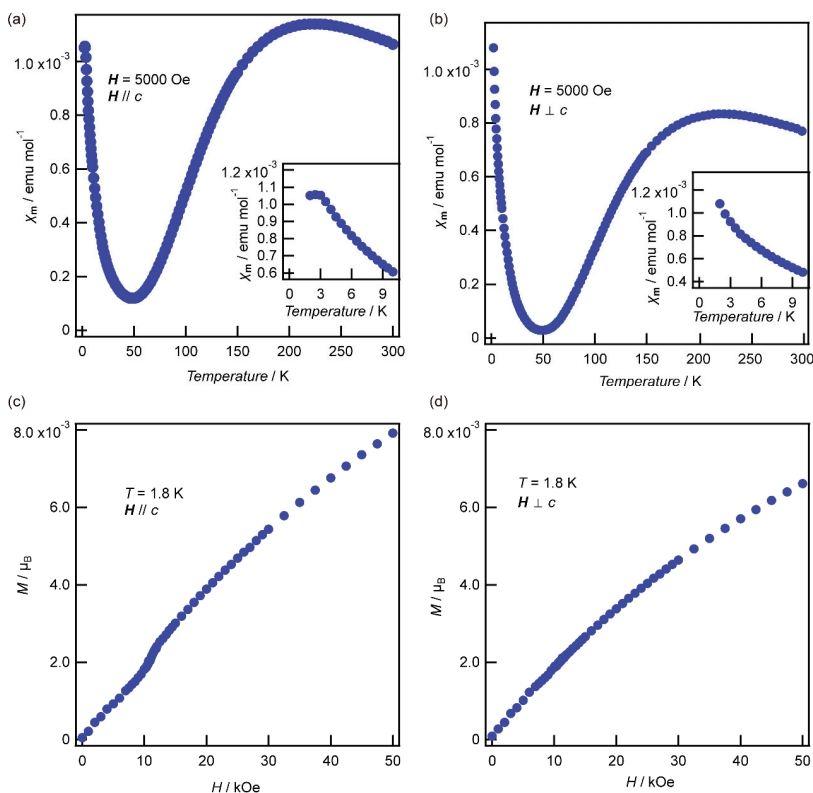 (a)
1.0 x10⁻³
0.8
0.6
0.4
0.2
0
χₘ / emu mol⁻¹
H = 5000 Oe
H // c
1.2 x10⁻³
1.1
1.0
0.9
0.8
0.7
0.6
χₘ / emu mol⁻¹
0 3 6 9
Temperature / K
0 50 100 150 200 250 300
Temperature / K
(b)
1.0 x10⁻³
0.8
0.6
0.4
0.2
0
χₘ / emu mol⁻¹
H = 5000 Oe
H ⊥ c
1.2 x10⁻³
1.0
0.8
0.6
0.4
χₘ / emu mol⁻¹
0 3 6 9
Temperature / K
0 50 100 150 200 250 300
Temperature / K
(c)
8.0 x10⁻³
6.0
4.0
2.0
0
M / μB
T = 1.8 K
H // c
0 10 20 30 40 50
H / kOe
(d)
8.0 x10⁻³
6.0
4.0
2.0
0
M / μB
T = 1.8 K
H ⊥ c
0 10 20 30 40 50
H / kOe